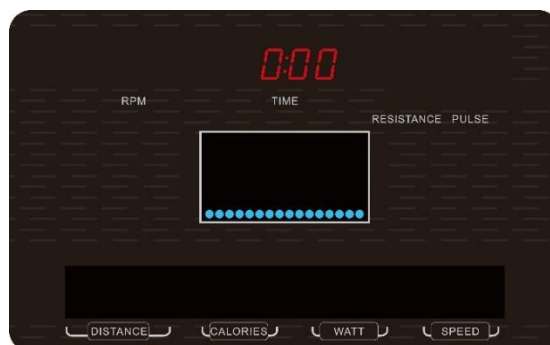 0:00
RPM TIME
RESISTANCE PULSE
DISTANCE CALORIES WATT SPEED